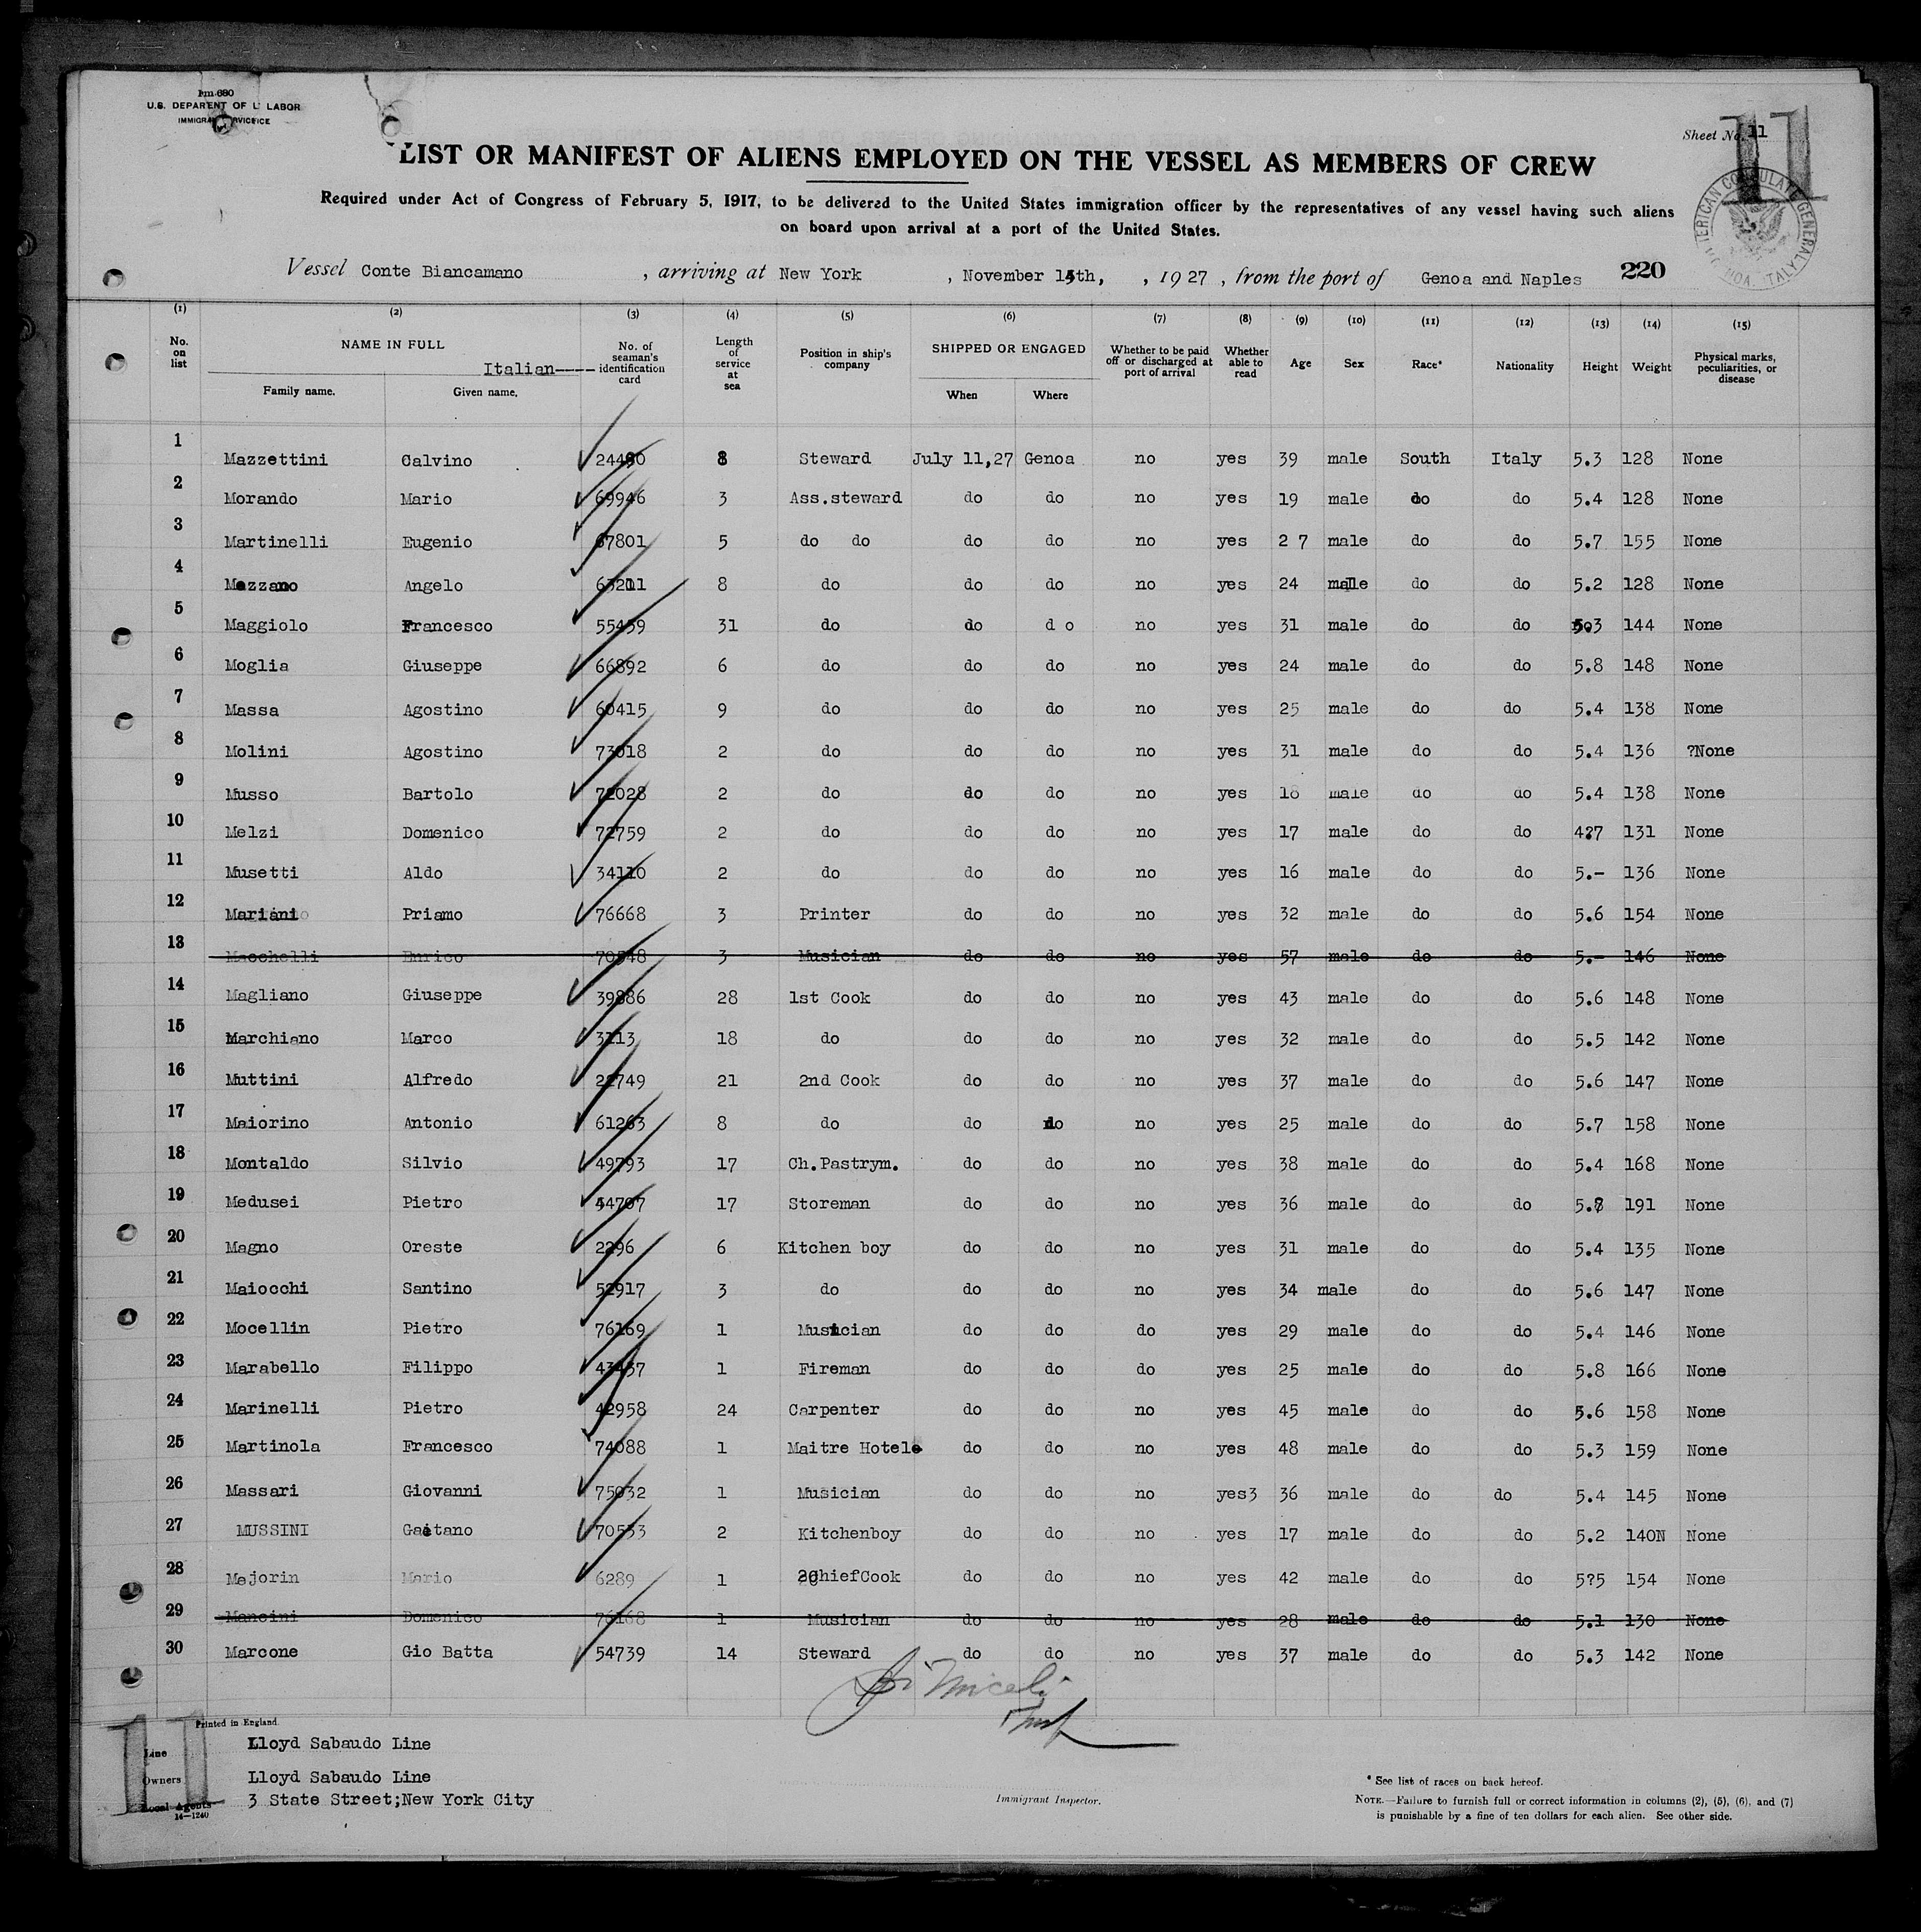 U.S. DEPARTMENT OF LABOR
Sheet No. 11
LIST OR MANIFEST OF ALIENS EMPLOYED ON THE VESSEL AS MEMBERS OF CREW
Required under Act of Congress of February 5, 1917, to be delivered to the United States immigration officer by the representatives of any vessel having such aliens
on board upon arrival at a port of the United States.
Vessel Conte Biancamano , arriving at New York , November 15th, , 1927 , from the port of Genoa and Naples 220
(1) (2) (3) (4) (5) (6) (7) (8) (9) (10) (11) (12) (13) (14) (15)
No. on list NAME IN FULL Italian---- Family name. Given name. No. of seaman's identification card Length of service at sea Position in ship's company SHIPPED OR ENGAGED When Where Whether to be paid off or discharged at port of arrival Whether able to read Age Sex Race* Nationality Height Weight Physical marks, peculiarities, or disease
1 Mazzettini Calvino 24480 8 Steward July 11,27 Genoa no yes 39 male South Italy 5.3 128 None
2 Morando Mario 69946 3 Ass.steward do do no yes 19 male do do 5.4 128 None
3 Martinelli Eugenio 67801 5 do do do do no yes 2 7 male do do 5.7 155 None
4 Mazzano Angelo 63211 8 do do do no yes 24 male do do 5.2 128 None
5 Maggiolo Francesco 55459 31 do do d o no yes 31 male do do 5.3 144 None
6 Moglia Giuseppe 66892 6 do do do no yes 24 male do do 5.8 148 None
7 Massa Agostino 60415 9 do do do no yes 25 male do do 5.4 138 None
8 Molini Agostino 73018 2 do do do no yes 31 male do do 5.4 136 ?None
9 Musso Bartolo 72028 2 do do do no yes 18 male do do 5.4 138 None
10 Melzi Domenico 72759 2 do do do no yes 17 male do do 4?7 131 None
11 Musetti Aldo 34110 2 do do do no yes 16 male do do 5.- 136 None
12 Mariani Priamo 76668 3 Printer do do no yes 32 male do do 5.6 154 None
13 Macchelli Enrico 70548 3 Musician do do no yes 57 male do do 5.- 146 None
14 Magliano Giuseppe 39886 28 1st Cook do do no yes 43 male do do 5.6 148 None
15 Marchiano Marco 3113 18 do do do no yes 32 male do do 5.5 142 None
16 Muttini Alfredo 22749 21 2nd Cook do do no yes 37 male do do 5.6 147 None
17 Maiorino Antonio 61263 8 do do do no yes 25 male do do 5.7 158 None
18 Montaldo Silvio 49793 17 Ch.Pastrym. do do no yes 38 male do do 5.4 168 None
19 Medusei Pietro 44707 17 Storeman do do no yes 36 male do do 5.8 191 None
20 Magno Oreste 2296 6 Kitchen boy do do no yes 31 male do do 5.4 135 None
21 Maiocchi Santino 52917 3 do do do no yes 34 male do do 5.6 147 None
22 Mocellin Pietro 76169 1 Musician do do do yes 29 male do do 5.4 146 None
23 Marabello Filippo 43437 1 Fireman do do do yes 25 male do do 5.8 166 None
24 Marinelli Pietro 42958 24 Carpenter do do no yes 45 male do do 5.6 158 None
25 Martinola Francesco 74088 1 Maitre Hotele do do no yes 48 male do do 5.3 159 None
26 Massari Giovanni 75032 1 Musician do do no yes3 36 male do do 5.4 145 None
27 MUSSINI Gaetano 70533 2 Kitchenboy do do no yes 17 male do do 5.2 140N None
28 Majorin Mario 6289 1 2ChiefCook do do no yes 42 male do do 5?5 154 None
29 Mancini Domenico 76168 1 Musician do do no yes 28 male do do 5.1 130 None
30 Marcone Gio Batta 54739 14 Steward do do no yes 37 male do do 5.3 142 None
Printed in England.
11
Line Lloyd Sabaudo Line
Owners Lloyd Sabaudo Line
Local Agents 3 State Street;New York City
14—1240
Immigrant Inspector.
* See list of races on back hereof.
NOTE.—Failure to furnish full or correct information in columns (2), (5), (6), and (7)
is punishable by a fine of ten dollars for each alien. See other side.